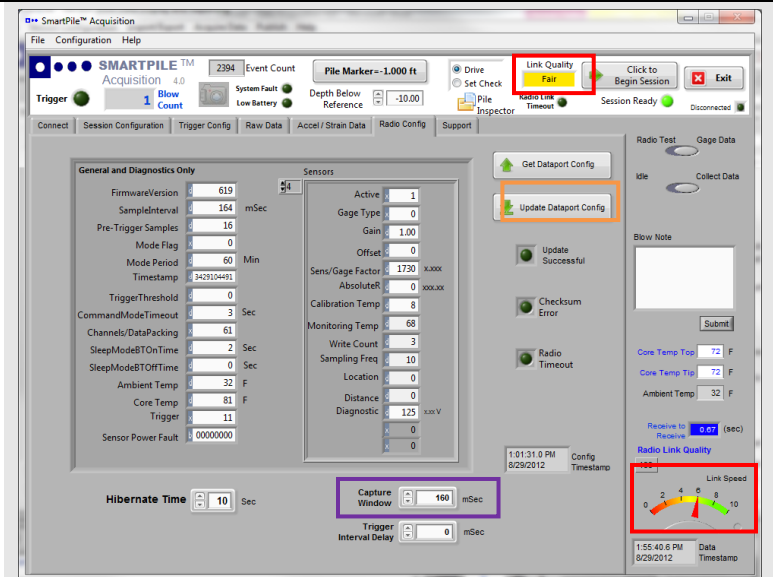 SmartPile™ Acquisition
File Configuration Help
SMARTPILE TM
Acquisition 4.0
2394 Event Count
Pile Marker=-1.000 ft
Drive
Set Check
Link Quality
Fair
Click to
Begin Session
Exit
Trigger
1 Blow
Count
System Fault
Low Battery
Depth Below
Reference
-10.00
Pile
Inspector
Radio Link
Timeout
Session Ready
Disconnected
Connect Session Configuration Trigger Config Raw Data Accel / Strain Data Radio Config Support
General and Diagnostics Only
FirmwareVersion 619
SampleInterval 164 mSec
Pre-Trigger Samples 16
Mode Flag 0
Mode Period 60 Min
Timestamp 3429104491
TriggerThreshold 0
CommandModeTimeout 3 Sec
Channels/DataPacking 61
SleepModeBTOnTime 2 Sec
SleepModeBTOffTime 0 Sec
Ambient Temp 32 F
Core Temp 81 F
Trigger 11
Sensor Power Fault 00000000
4
Sensors
Active 1
Gage Type 0
Gain 1.00
Offset 0
Sens/Gage Factor 1730 x.xxx
AbsoluteR 0 xxx.xx
Calibration Temp 8
Monitoring Temp 68
Write Count 3
Sampling Freq 10
Location 0
Distance 0
Diagnostic 125 x.xx V
0
0
Get Dataport Config
Update Dataport Config
Update
Successful
Checksum
Error
Radio
Timeout
1:01:31.0 PM
8/29/2012
Config
Timestamp
Hibernate Time 10 Sec
Capture
Window 160 mSec
Trigger
Interval Delay 0 mSec
Radio Test Gage Data
Idle Collect Data
Blow Note
Submit
Core Temp Top 72 F
Core Temp Tip 72 F
Ambient Temp 32 F
Receive to
Receive 0.67 (sec)
Radio Link Quality
Link Speed
0 2 4 6 8 10
1:55:40.6 PM
8/29/2012
Data
Timestamp